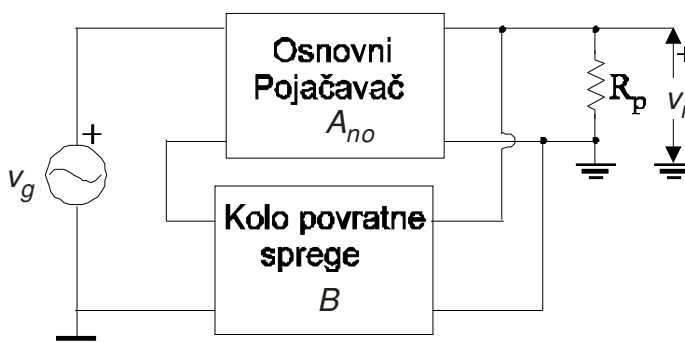 Osnovni
Pojačavač
A_no
+
R_p
v_g
+
Kolo povratne
sprege
B